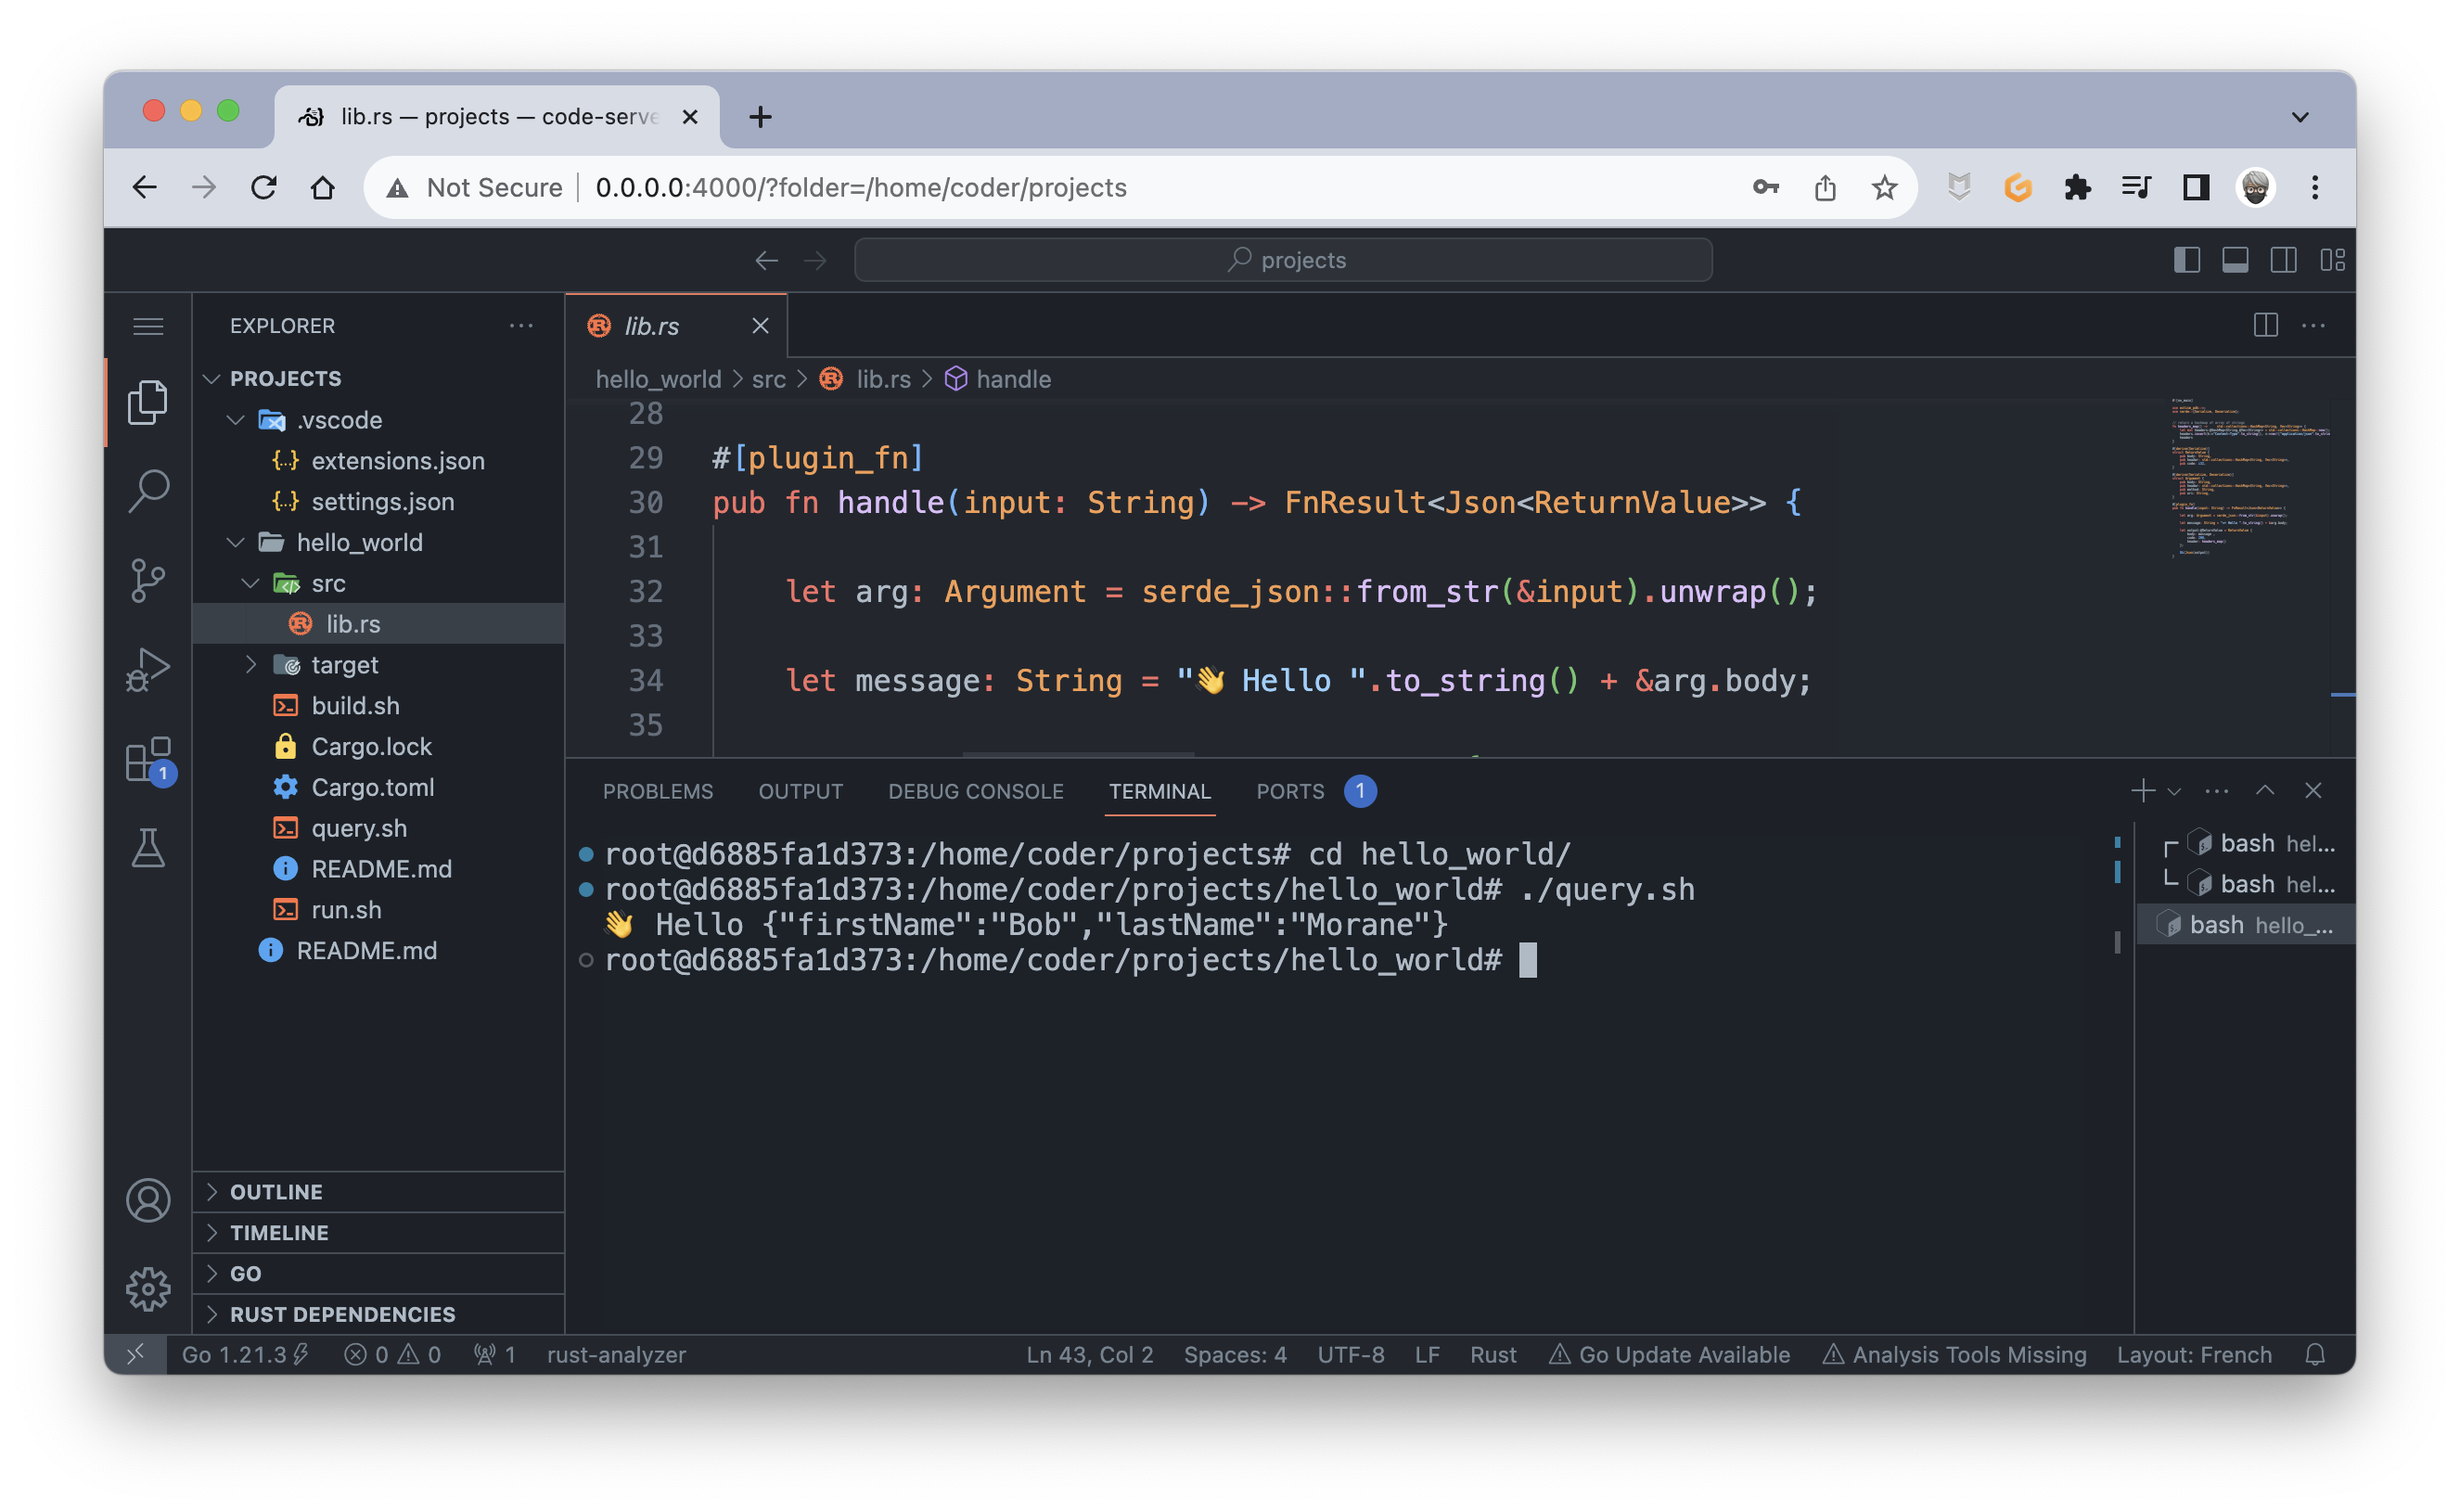 lib.rs — projects — code-serve
Not Secure
0.0.0.0:4000/?folder=/home/coder/projects
projects
EXPLORER
PROJECTS
.vscode
{..} extensions.json
{..} settings.json
hello_world
src
lib.rs
target
build.sh
Cargo.lock
Cargo.toml
query.sh
README.md
run.sh
README.md
OUTLINE
TIMELINE
GO
RUST DEPENDENCIES
1
lib.rs
hello_world > src > lib.rs > handle
28
29 #[plugin_fn]
30 pub fn handle(input: String) -> FnResult<Json<ReturnValue>> {
31
32 let arg: Argument = serde_json::from_str(&input).unwrap();
33
34 let message: String = "👋 Hello ".to_string() + &arg.body;
35
PROBLEMS OUTPUT DEBUG CONSOLE TERMINAL PORTS 1
root@d6885fa1d373:/home/coder/projects# cd hello_world/
root@d6885fa1d373:/home/coder/projects/hello_world# ./query.sh
👋 Hello {"firstName":"Bob","lastName":"Morane"}
root@d6885fa1d373:/home/coder/projects/hello_world#
bash hel...
bash hel...
bash hello_...
Go 1.21.3 0 0 1 rust-analyzer Ln 43, Col 2 Spaces: 4 UTF-8 LF Rust Go Update Available Analysis Tools Missing Layout: French